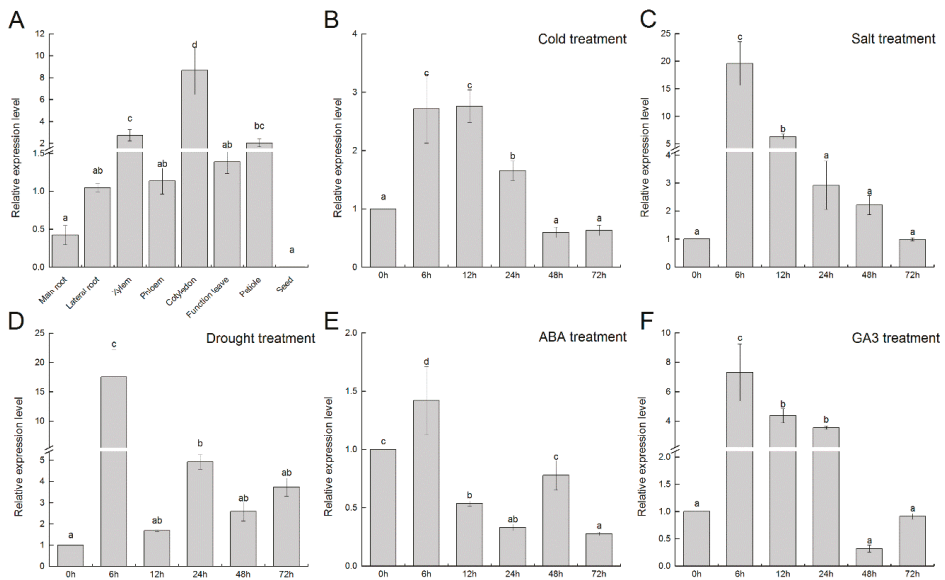 A
Relative expression level
12
10
8
6
4
2
1.5
1.0
0.5
0.0
a
ab
c
ab
d
ab
bc
a
Main root
Lateral root
Xylem
Phloem
Cotyledon
Function leave
Petiole
Seed
B
Cold treatment
Relative expression level
4
3
2
1
0
a
c
c
b
a
a
0h
6h
12h
24h
48h
72h
C
Salt treatment
Relative expression level
25
20
15
10
5
4
3
2
1
0
a
c
b
a
a
a
0h
6h
12h
24h
48h
72h
D
Drought treatment
Relative expression level
25
20
15
10
5
4
3
2
1
0
a
c
ab
b
ab
ab
0h
6h
12h
24h
48h
72h
E
ABA treatment
Relative expression level
2.0
1.5
1.0
0.5
0.0
c
d
b
ab
c
a
0h
6h
12h
24h
48h
72h
F
GA3 treatment
Relative expression level
10
8
6
4
2.0
1.5
1.0
0.5
0.0
a
c
b
b
a
a
0h
6h
12h
24h
48h
72h